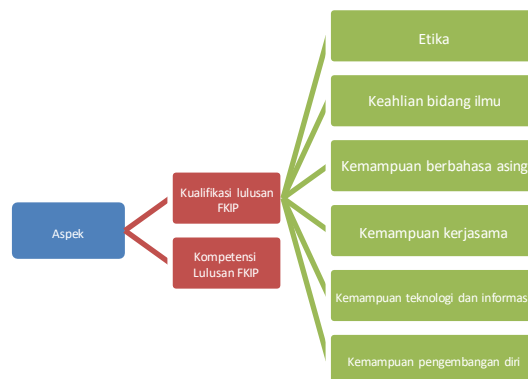 Aspek
Kualifikasi lulusan
FKIP
Kompetensi
Lulusan FKIP
Etika
Keahlian bidang ilmu
Kemampuan berbahasa asing
Kemampuan kerjasama
Kemampuan teknologi dan informas
Kemampuan pengembangan diri